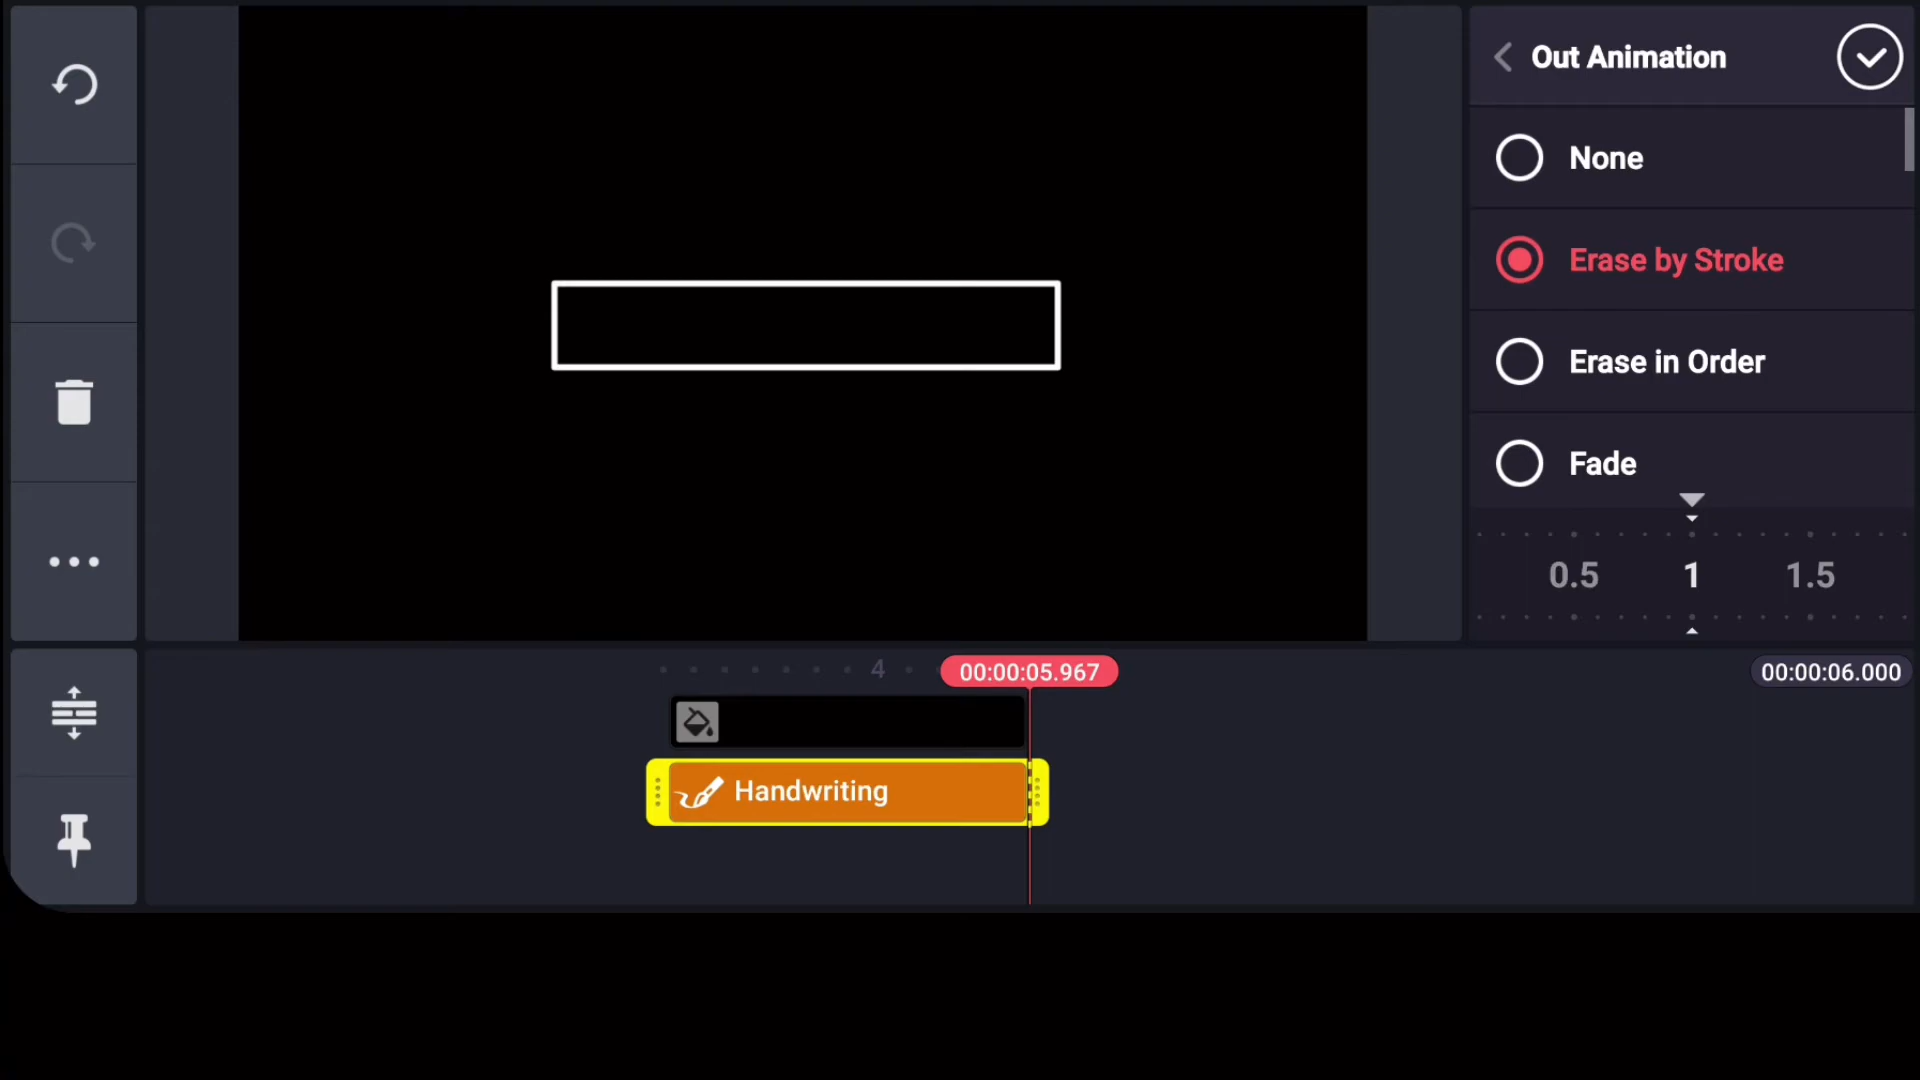 Out Animation
None
Erase by Stroke
Erase in Order
Fade
0.5 1 1.5
4 00:00:05.967 00:00:06.000
Handwriting